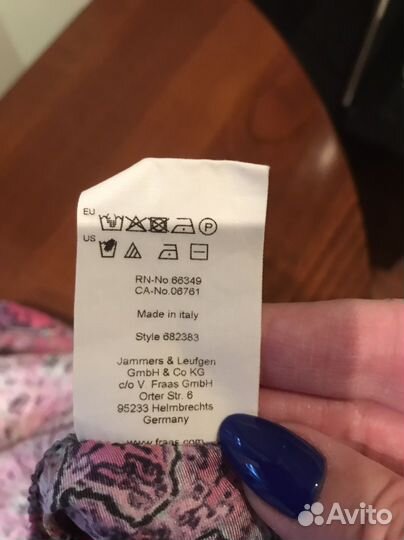 EU
P
US
RN-No 66349
CA-No.06761
Made in italy
Style 682383
Jammers & Leufgen
GmbH & Co KG
c/o V. Fraas GmbH
Orter Str. 6
95233 Helmbrechts
Germany
www.fraas.com
Avito